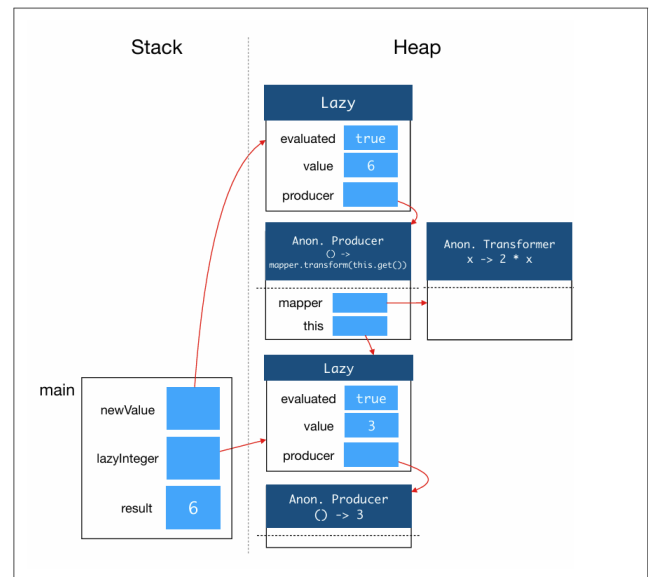 Stack
Heap
Lazy
evaluated true
value 6
producer
Anon. Producer
() ->
mapper.transform(this.get())
Anon. Transformer
x -> 2 * x
mapper
this
Lazy
evaluated true
value 3
producer
Anon. Producer
() -> 3
main
newValue
lazyInteger
result 6